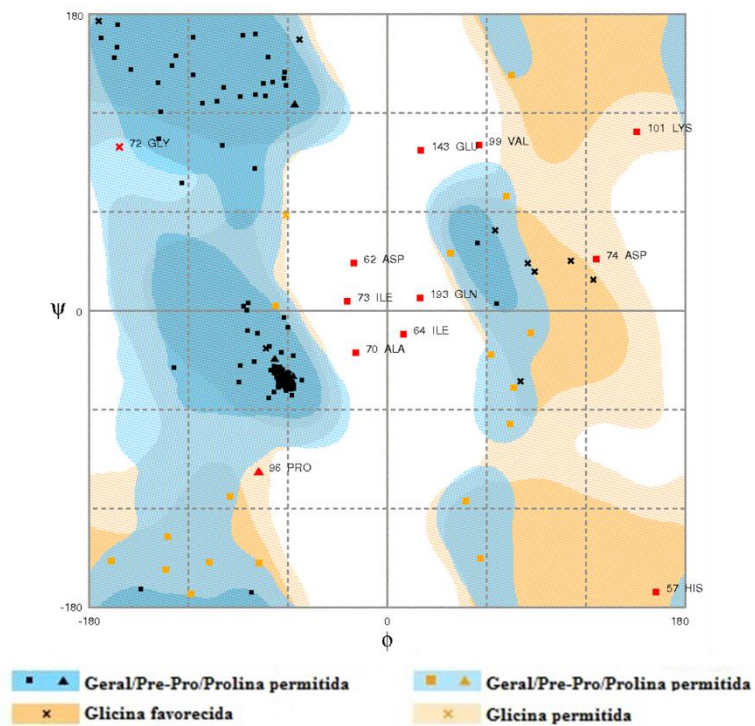 180
101 LYS
72 GLY
143 GLU
99 VAL
62 ASP
74 ASP
73 ILE
193 GLN
Ψ
0
64 ILE
70 ALA
96 PRO
57 HIS
-180
-180
0
180
ϕ
Geral/Pre-Pro/Prolina permitida
Geral/Pre-Pro/Prolina permitida
Glicina favorecida
Glicina permitida